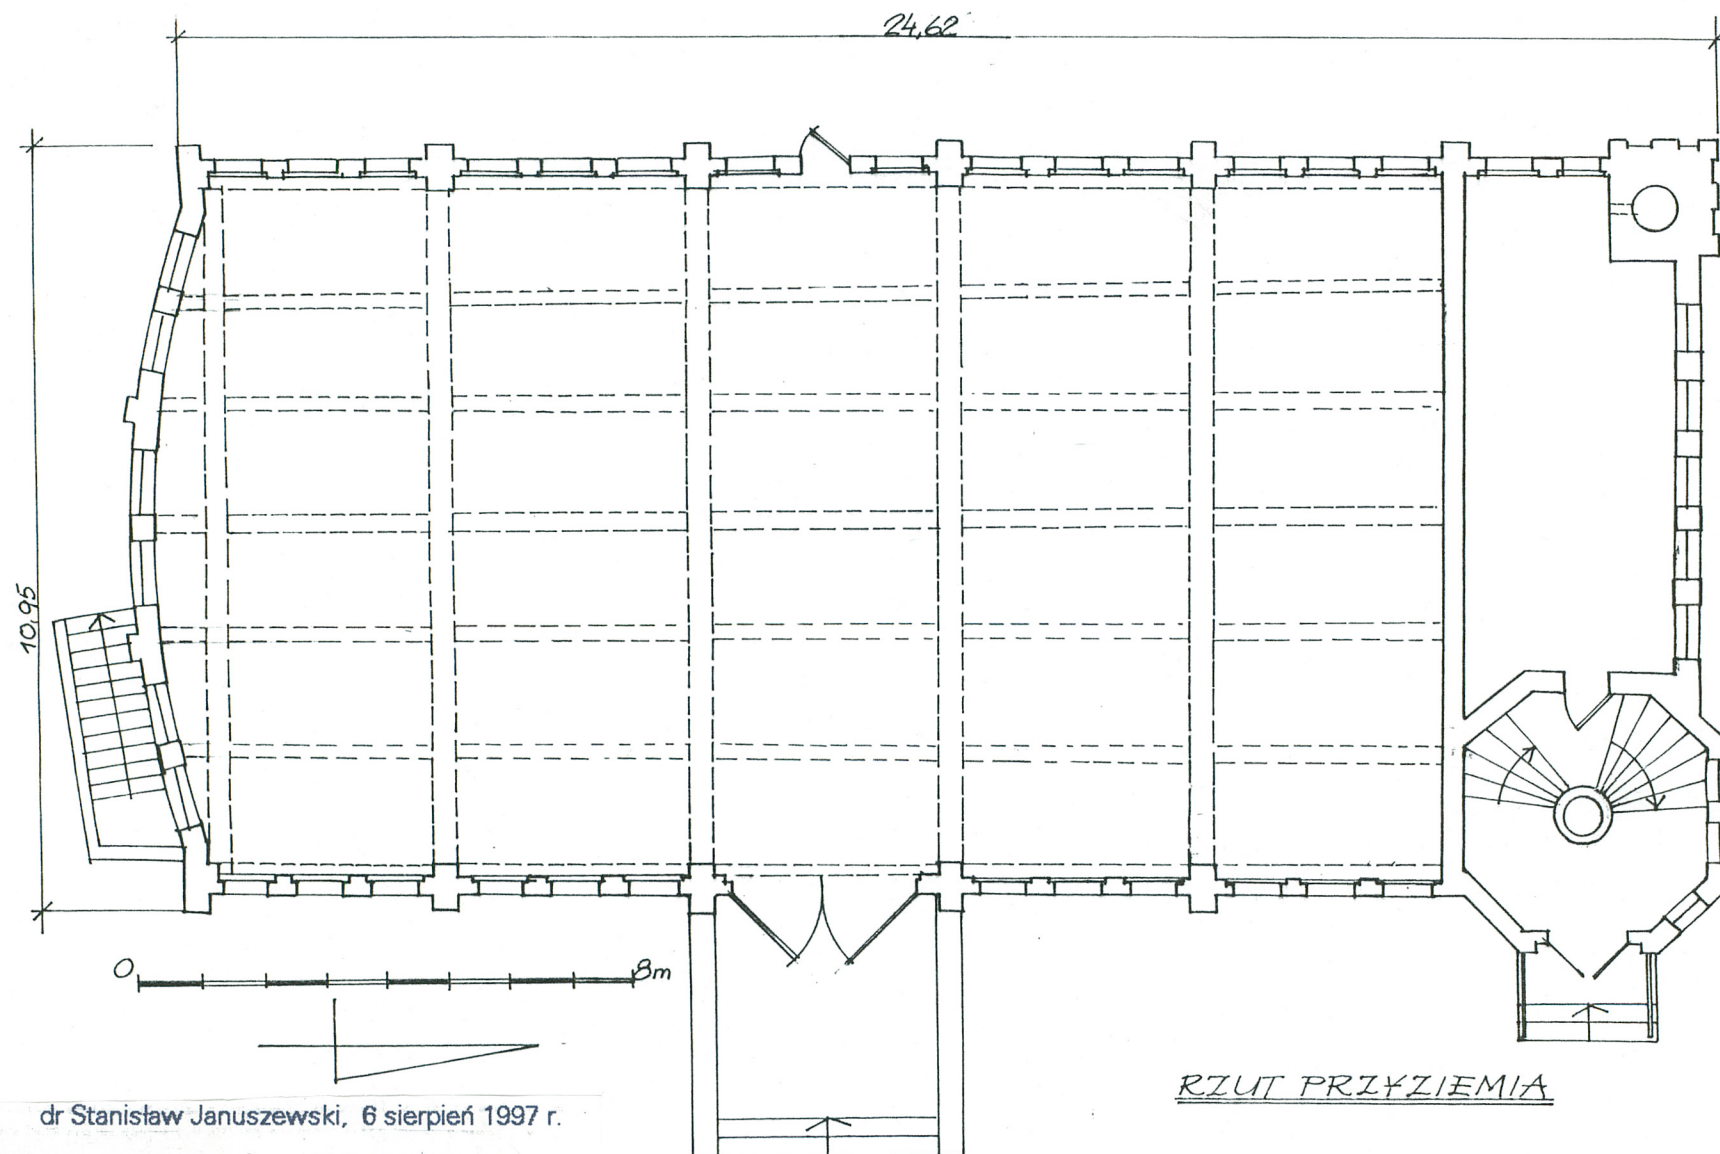 24,62
10,95
0 8m
RZUT PRZYZIEMIA
dr Stanisław Januszewski, 6 sierpień 1997 r.